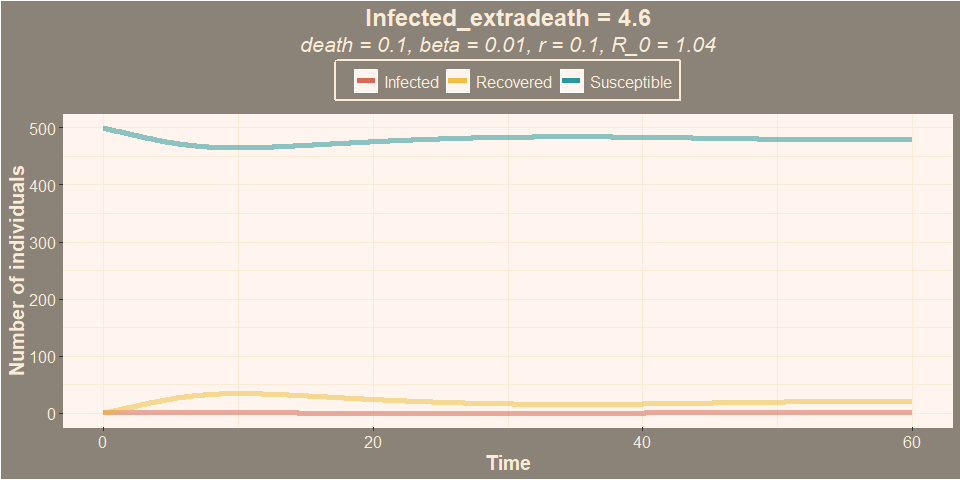 Infected_extradeath = 4.6
death = 0.1, beta = 0.01, r = 0.1, R_0 = 1.04
Infected Recovered Susceptible
Number of individuals
500
400
300
200
100
0
0 20 40 60
Time